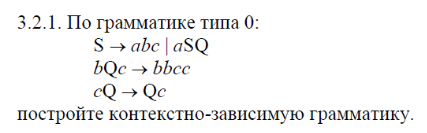 3.2.1. По грамматике типа 0:
S → abc | aSQ
bQc → bbcc
cQ → Qc
постройте контекстно-зависимую грамматику.